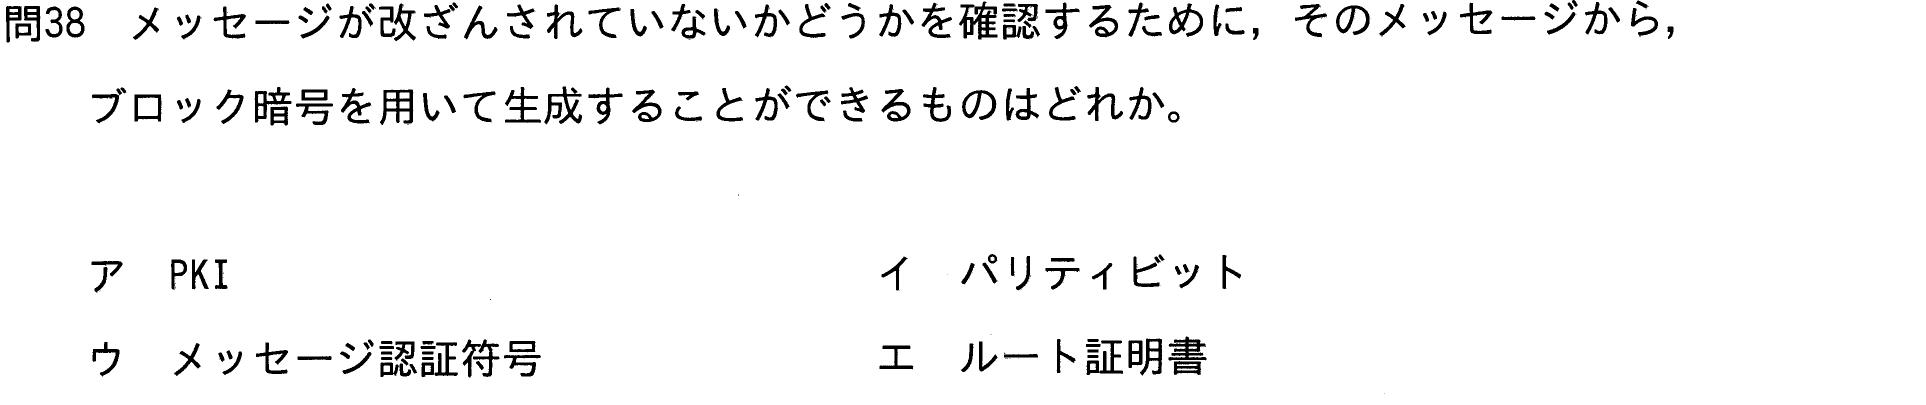 問38　メッセージが改ざんされていないかどうかを確認するために，そのメッセージから，
ブロック暗号を用いて生成することができるものはどれか。
ア　PKI　イ　パリティビット
ウ　メッセージ認証符号　エ　ルート証明書